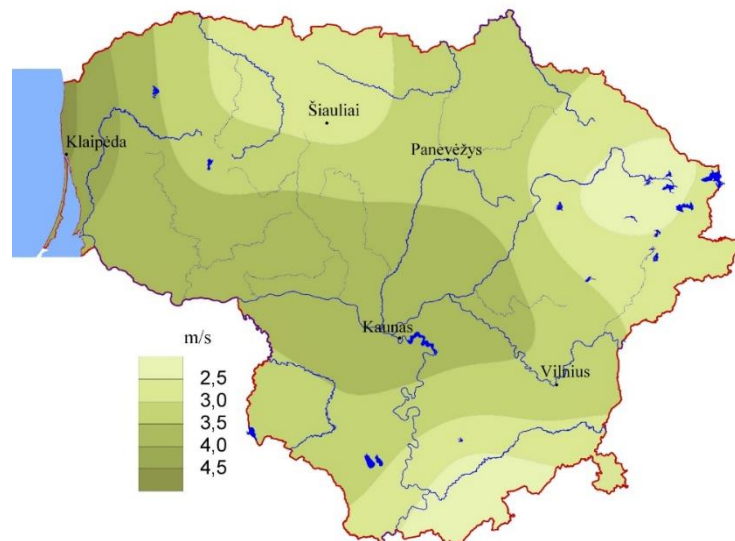 Šiauliai
Klaipėda
Panevėžys
Kaunas
Vilnius
m/s
2,5
3,0
3,5
4,0
4,5